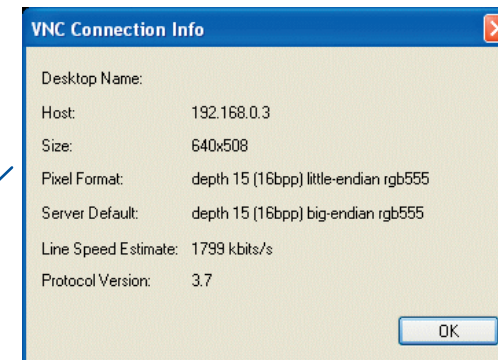 VNC Connection Info
Desktop Name:
Host: 192.168.0.3
Size: 640x508
Pixel Format: depth 15 (16bpp) little-endian rgb555
Server Default: depth 15 (16bpp) big-endian rgb555
Line Speed Estimate: 1799 kbits/s
Protocol Version: 3.7
OK